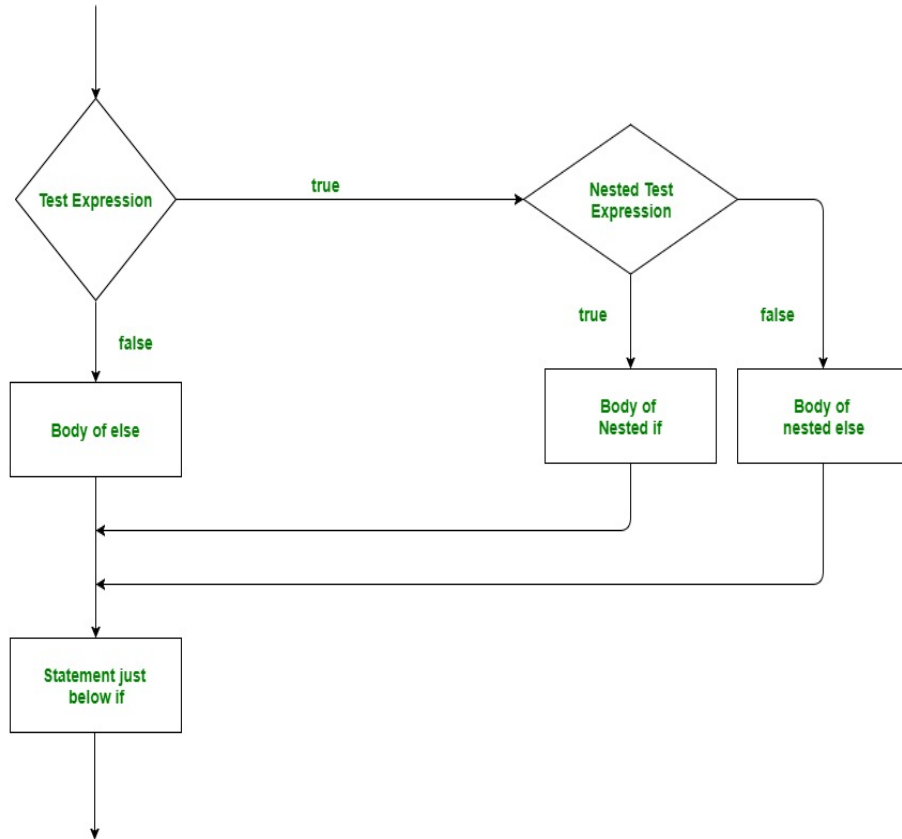 Test Expression
true
Nested Test
Expression
false
true
false
Body of else
Body of
Nested if
Body of
nested else
Statement just
below if